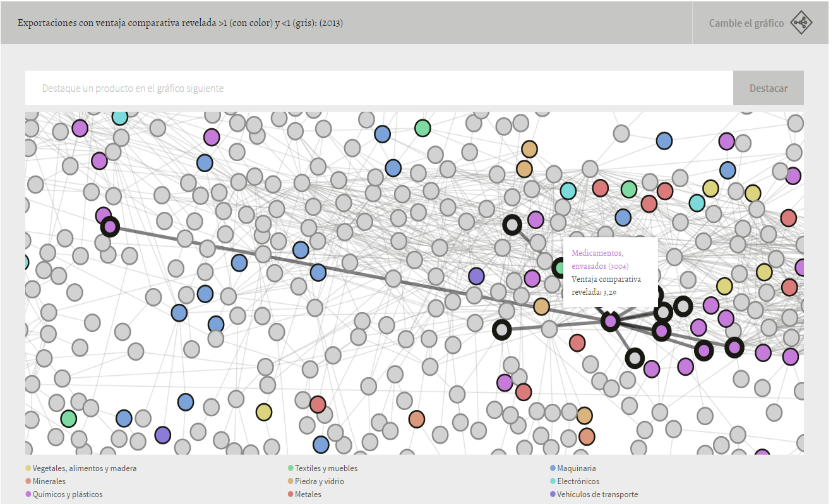 Exportaciones con ventaja comparativa revelada >1 (con color) y <1 (gris): (2013)
Cambie el gráfico
Destaque un producto en el gráfico siguiente
Destacar
Medicamentos,
envasados (3004)
Ventaja comparativa
revelada: 3,29
Vegetales, alimentos y madera
Textiles y muebles
Maquinaria
Minerales
Piedra y vidrio
Electrónicos
Químicos y plásticos
Metales
Vehículos de transporte